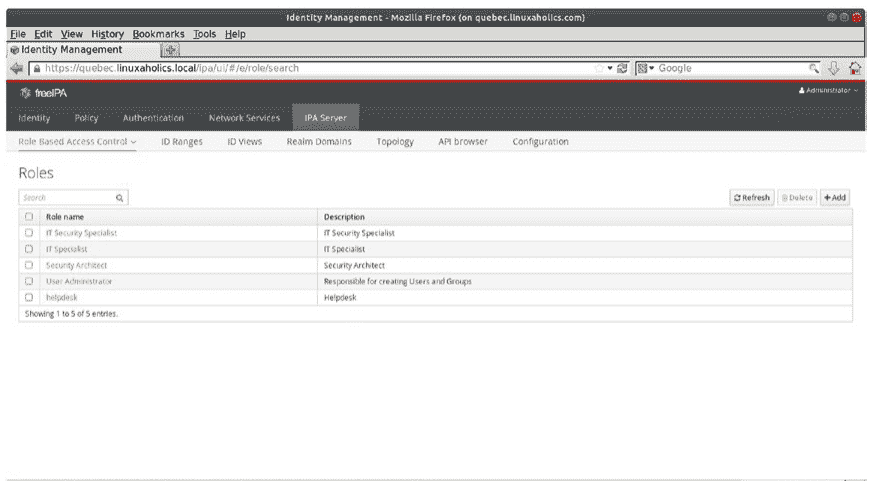 Identity Management - Mozilla Firefox (on quebec.linuxaholics.com)
File Edit View History Bookmarks Tools Help
Identity Management
https://quebec.linuxaholics.local/ipa/ui/#/e/role/search Google
freeIPA Administrator
Identity Policy Authentication Network Services IPA Server
Role Based Access Control ID Ranges ID Views Realm Domains Topology API browser Configuration
Roles
Search Refresh Delete +Add
Role name Description
IT Security Specialist IT Security Specialist
IT Specialist IT Specialist
Security Architect Security Architect
User Administrator Responsible for creating Users and Groups
helpdesk Helpdesk
Showing 1 to 5 of 5 entries.